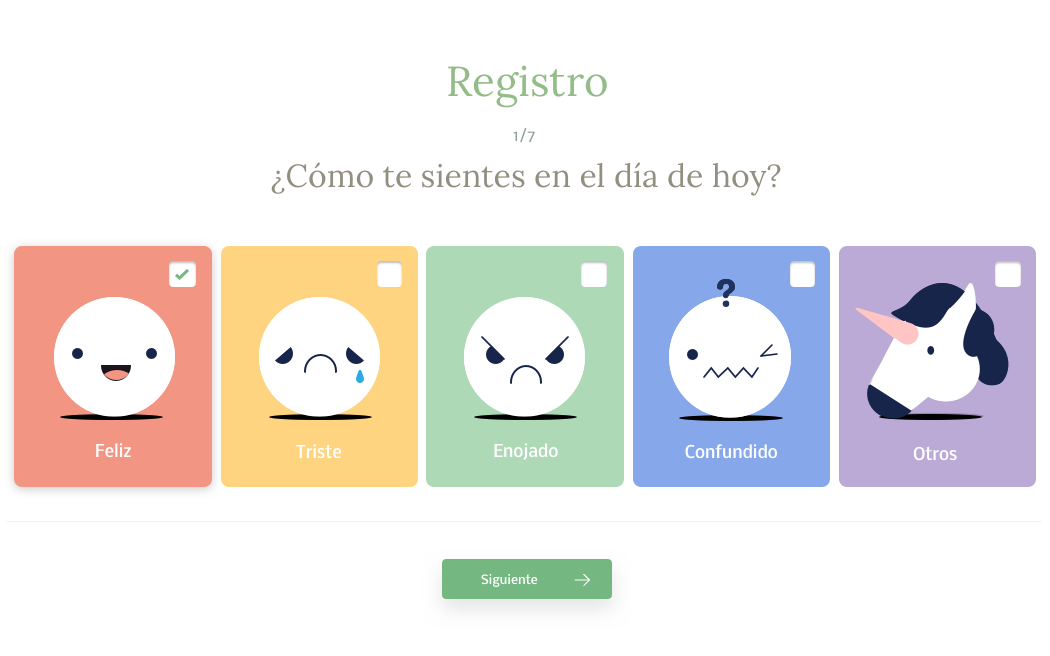 Registro
1/7
¿Cómo te sientes en el día de hoy?
?
Feliz
Triste
Enojado
Confundido
Otros
Siguiente